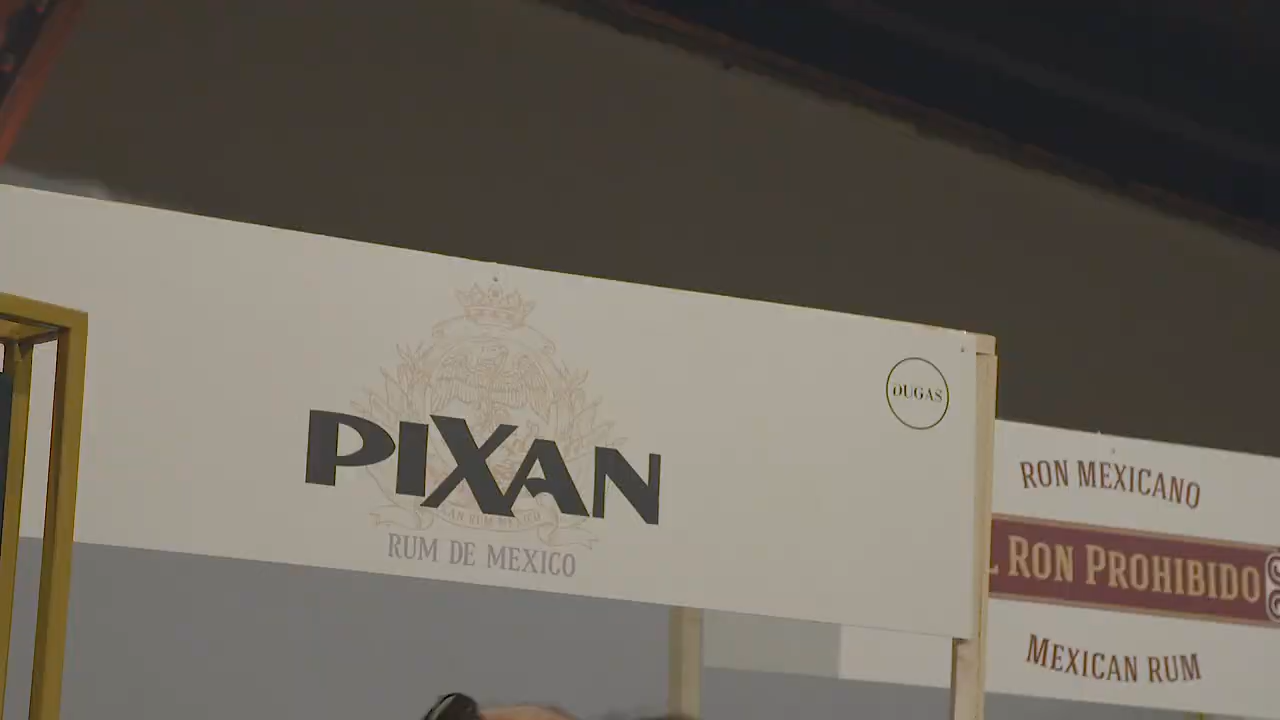 PIXAN
RUM DE MEXICO
DUGAS
RON MEXICANO
RON PROHIBIDO
MEXICAN RUM